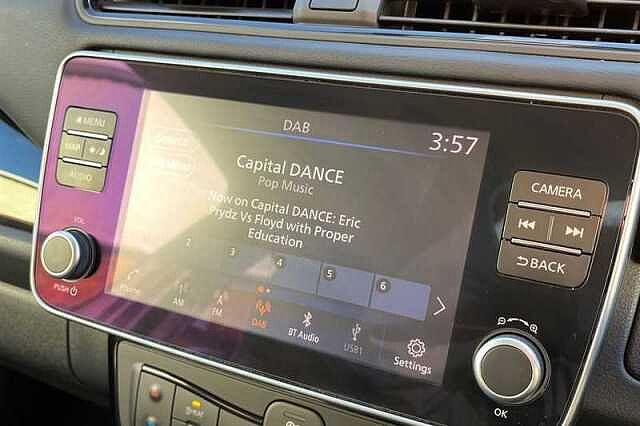 MENU
MAP
AUDIO
VOL
PUSH
DAB
3:57
Capital DANCE
Pop Music
Now on Capital DANCE: Eric
Prydz Vs Floyd with Proper
Education
2 3 4 5 6
Phone AM FM DAB BT Audio USB1 Settings
CAMERA
BACK
OK